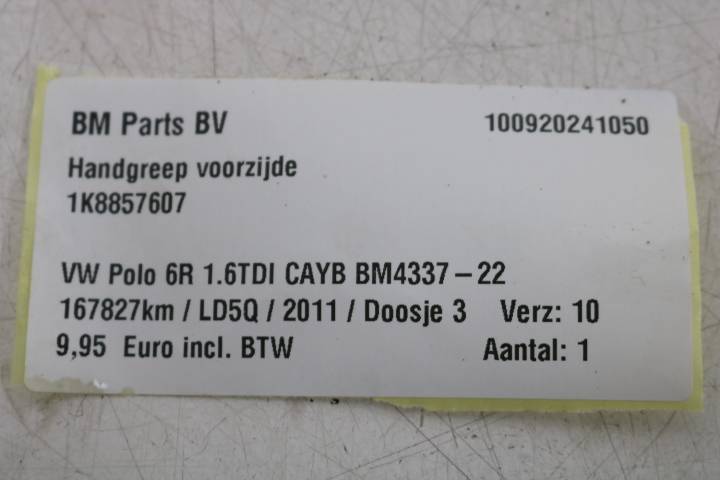 BM Parts BV 100920241050
Handgreep voorzijde
1K8857607
VW Polo 6R 1.6TDI CAYB BM4337-22
167827km / LD5Q / 2011 / Doosje 3 Verz: 10
9,95 Euro incl. BTW Aantal: 1